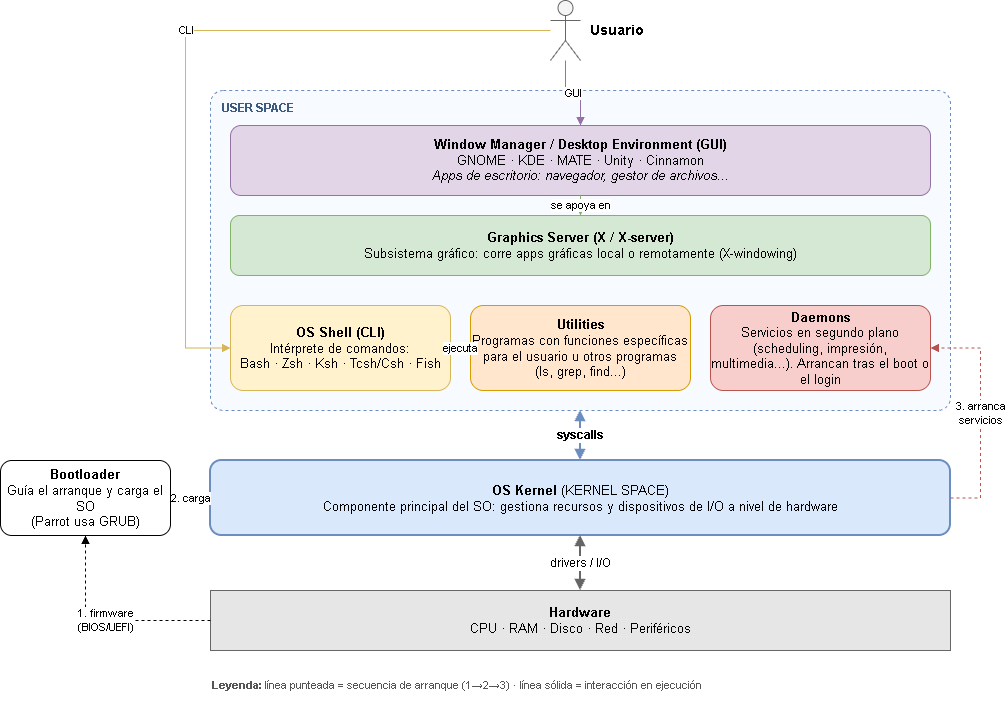 CLI
Usuario
GUI
USER SPACE
Window Manager / Desktop Environment (GUI)
GNOME · KDE · MATE · Unity · Cinnamon
Apps de escritorio: navegador, gestor de archivos...
se apoya en
Graphics Server (X / X-server)
Subsistema gráfico: corre apps gráficas local o remotamente (X-windowing)
OS Shell (CLI)
Intérprete de comandos:
Bash · Zsh · Ksh · Tcsh/Csh · Fish
ejecuta
Utilities
Programas con funciones específicas
para el usuario u otros programas
(ls, grep, find...)
Daemons
Servicios en segundo plano
(scheduling, impresión,
multimedia...). Arrancan tras el boot o
el login
3. arranca
servicios
syscalls
Bootloader
Guía el arranque y carga el
SO
(Parrot usa GRUB)
2. carga
OS Kernel (KERNEL SPACE)
Componente principal del SO: gestiona recursos y dispositivos de I/O a nivel de hardware
drivers / I/O
1. firmware
(BIOS/UEFI)
Hardware
CPU · RAM · Disco · Red · Periféricos
Leyenda: línea punteada = secuencia de arranque (1→2→3) · línea sólida = interacción en ejecución